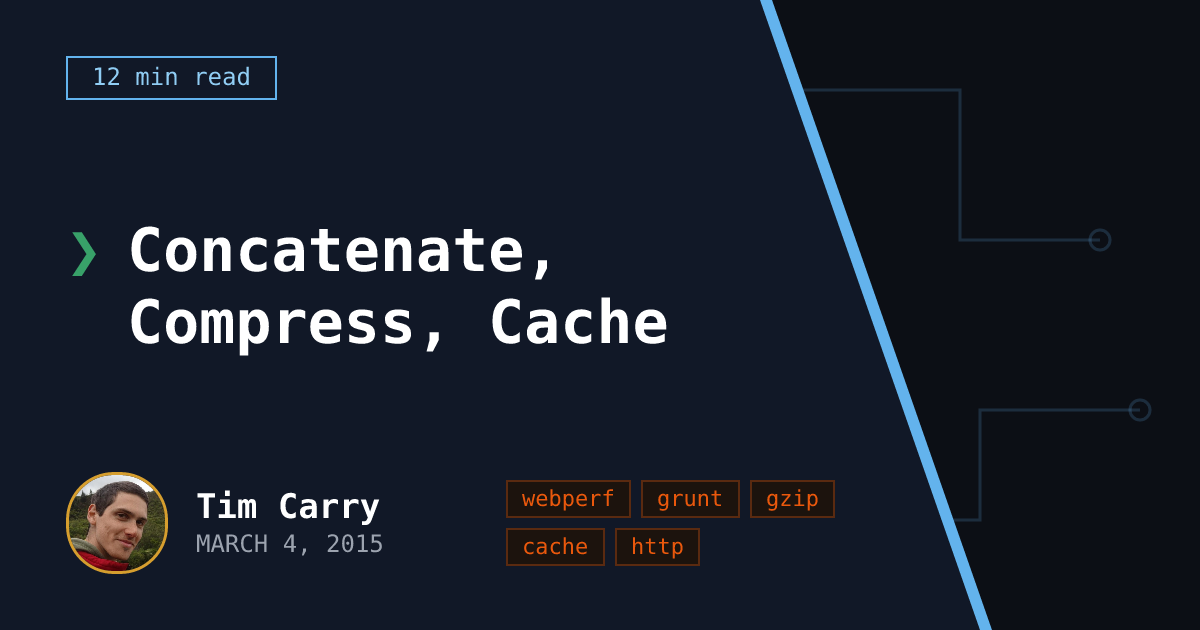 12 min read
❯ Concatenate,
Compress, Cache
Tim Carry
MARCH 4, 2015
webperf grunt gzip
cache http